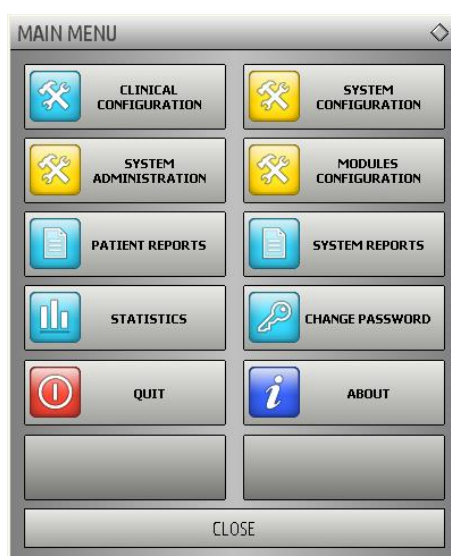 MAIN MENU
CLINICAL
CONFIGURATION
SYSTEM
CONFIGURATION
SYSTEM
ADMINISTRATION
MODULES
CONFIGURATION
PATIENT REPORTS
SYSTEM REPORTS
STATISTICS
CHANGE PASSWORD
QUIT
i
ABOUT
CLOSE